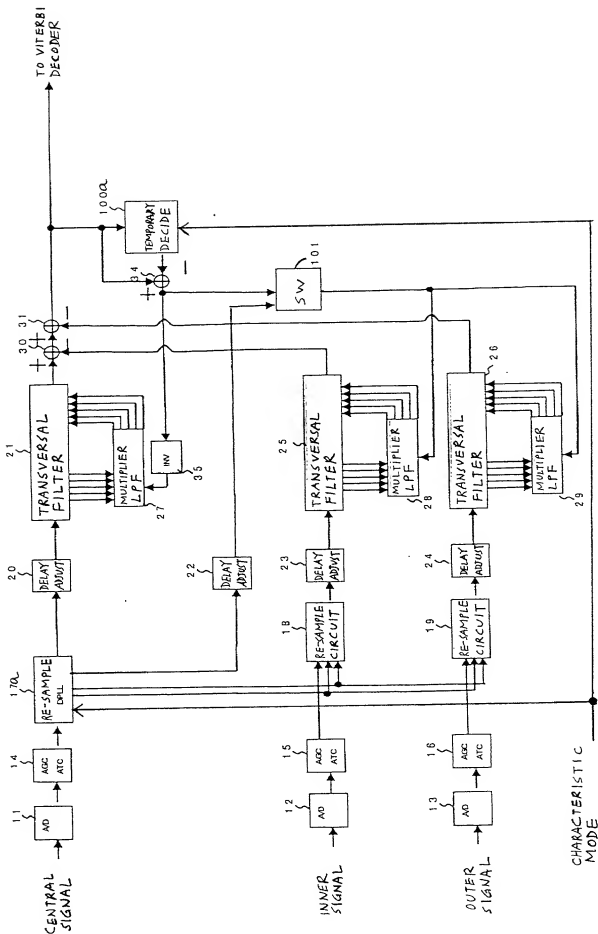 CENTRAL
SIGNAL
11
A/D
14
AGC
ATC
17a
RE-SAMPLE
DPLL
20
DELAY
ADJUST
21
TRANSVERSAL
FILTER
MULTIPLIER
LPF
27
INV
35
30
+
31
+
−
−
TO VITERBI
DECODER
100a
TEMPORARY
DECIDE
34
+
−
22
DELAY
ADJUST
101
SW
INNER
SIGNAL
12
A/D
15
AGC
ATC
18
RE-SAMPLE
CIRCUIT
23
DELAY
ADJUST
25
TRANSVERSAL
FILTER
MULTIPLIER
LPF
28
OUTER
SIGNAL
13
A/D
16
AGC
ATC
19
RE-SAMPLE
CIRCUIT
24
DELAY
ADJUST
26
TRANSVERSAL
FILTER
MULTIPLIER
LPF
29
CHARACTERISTIC
MODE